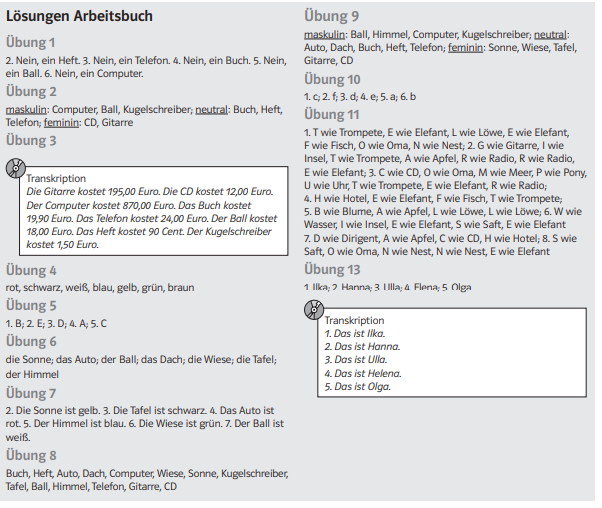 Lösungen Arbeitsbuch
Übung 1
2. Nein, ein Heft. 3. Nein, ein Telefon. 4. Nein, ein Buch. 5. Nein,
ein Ball. 6. Nein, ein Computer.
Übung 2
maskulin: Computer, Ball, Kugelschreiber; neutral: Buch, Heft,
Telefon; feminin: CD, Gitarre
Übung 3
Transkription
Die Gitarre kostet 195,00 Euro. Die CD kostet 12,00 Euro.
Der Computer kostet 870,00 Euro. Das Buch kostet
19,90 Euro. Das Telefon kostet 24,00 Euro. Der Ball kostet
18,00 Euro. Das Heft kostet 90 Cent. Der Kugelschreiber
kostet 1,50 Euro.
Übung 4
rot, schwarz, weiß, blau, gelb, grün, braun
Übung 5
1. B; 2. E; 3. D; 4. A; 5. C
Übung 6
die Sonne; das Auto; der Ball; das Dach; die Wiese; die Tafel;
der Himmel
Übung 7
2. Die Sonne ist gelb. 3. Die Tafel ist schwarz. 4. Das Auto ist
rot. 5. Der Himmel ist blau. 6. Die Wiese ist grün. 7. Der Ball ist
weiß.
Übung 8
Buch, Heft, Auto, Dach, Computer, Wiese, Sonne, Kugelschreiber,
Tafel, Ball, Himmel, Telefon, Gitarre, CD
Übung 9
maskulin: Ball, Himmel, Computer, Kugelschreiber; neutral:
Auto, Dach, Buch, Heft, Telefon; feminin: Sonne, Wiese, Tafel,
Gitarre, CD
Übung 10
1. c; 2. f; 3. d; 4. e; 5. a; 6. b
Übung 11
1. T wie Trompete, E wie Elefant, L wie Löwe, E wie Elefant,
F wie Fisch, O wie Oma, N wie Nest; 2. G wie Gitarre, I wie
Insel, T wie Trompete, A wie Apfel, R wie Radio, R wie Radio,
E wie Elefant; 3. C wie CD, O wie Oma, M wie Meer, P wie Pony,
U wie Uhr, T wie Trompete, E wie Elefant, R wie Radio;
4. H wie Hotel, E wie Elefant, F wie Fisch, T wie Trompete;
5. B wie Blume, A wie Apfel, L wie Löwe, L wie Löwe; 6. W wie
Wasser, I wie Insel, E wie Elefant, S wie Saft, E wie Elefant
7. D wie Dirigent, A wie Apfel, C wie CD, H wie Hotel; 8. S wie
Saft, O wie Oma, N wie Nest, N wie Nest, E wie Elefant
Übung 13
1. Ilka; 2. Hanna; 3. Ulla; 4. Elena; 5. Olga
Transkription
1. Das ist Ilka.
2. Das ist Hanna.
3. Das ist Ulla.
4. Das ist Helena.
5. Das ist Olga.